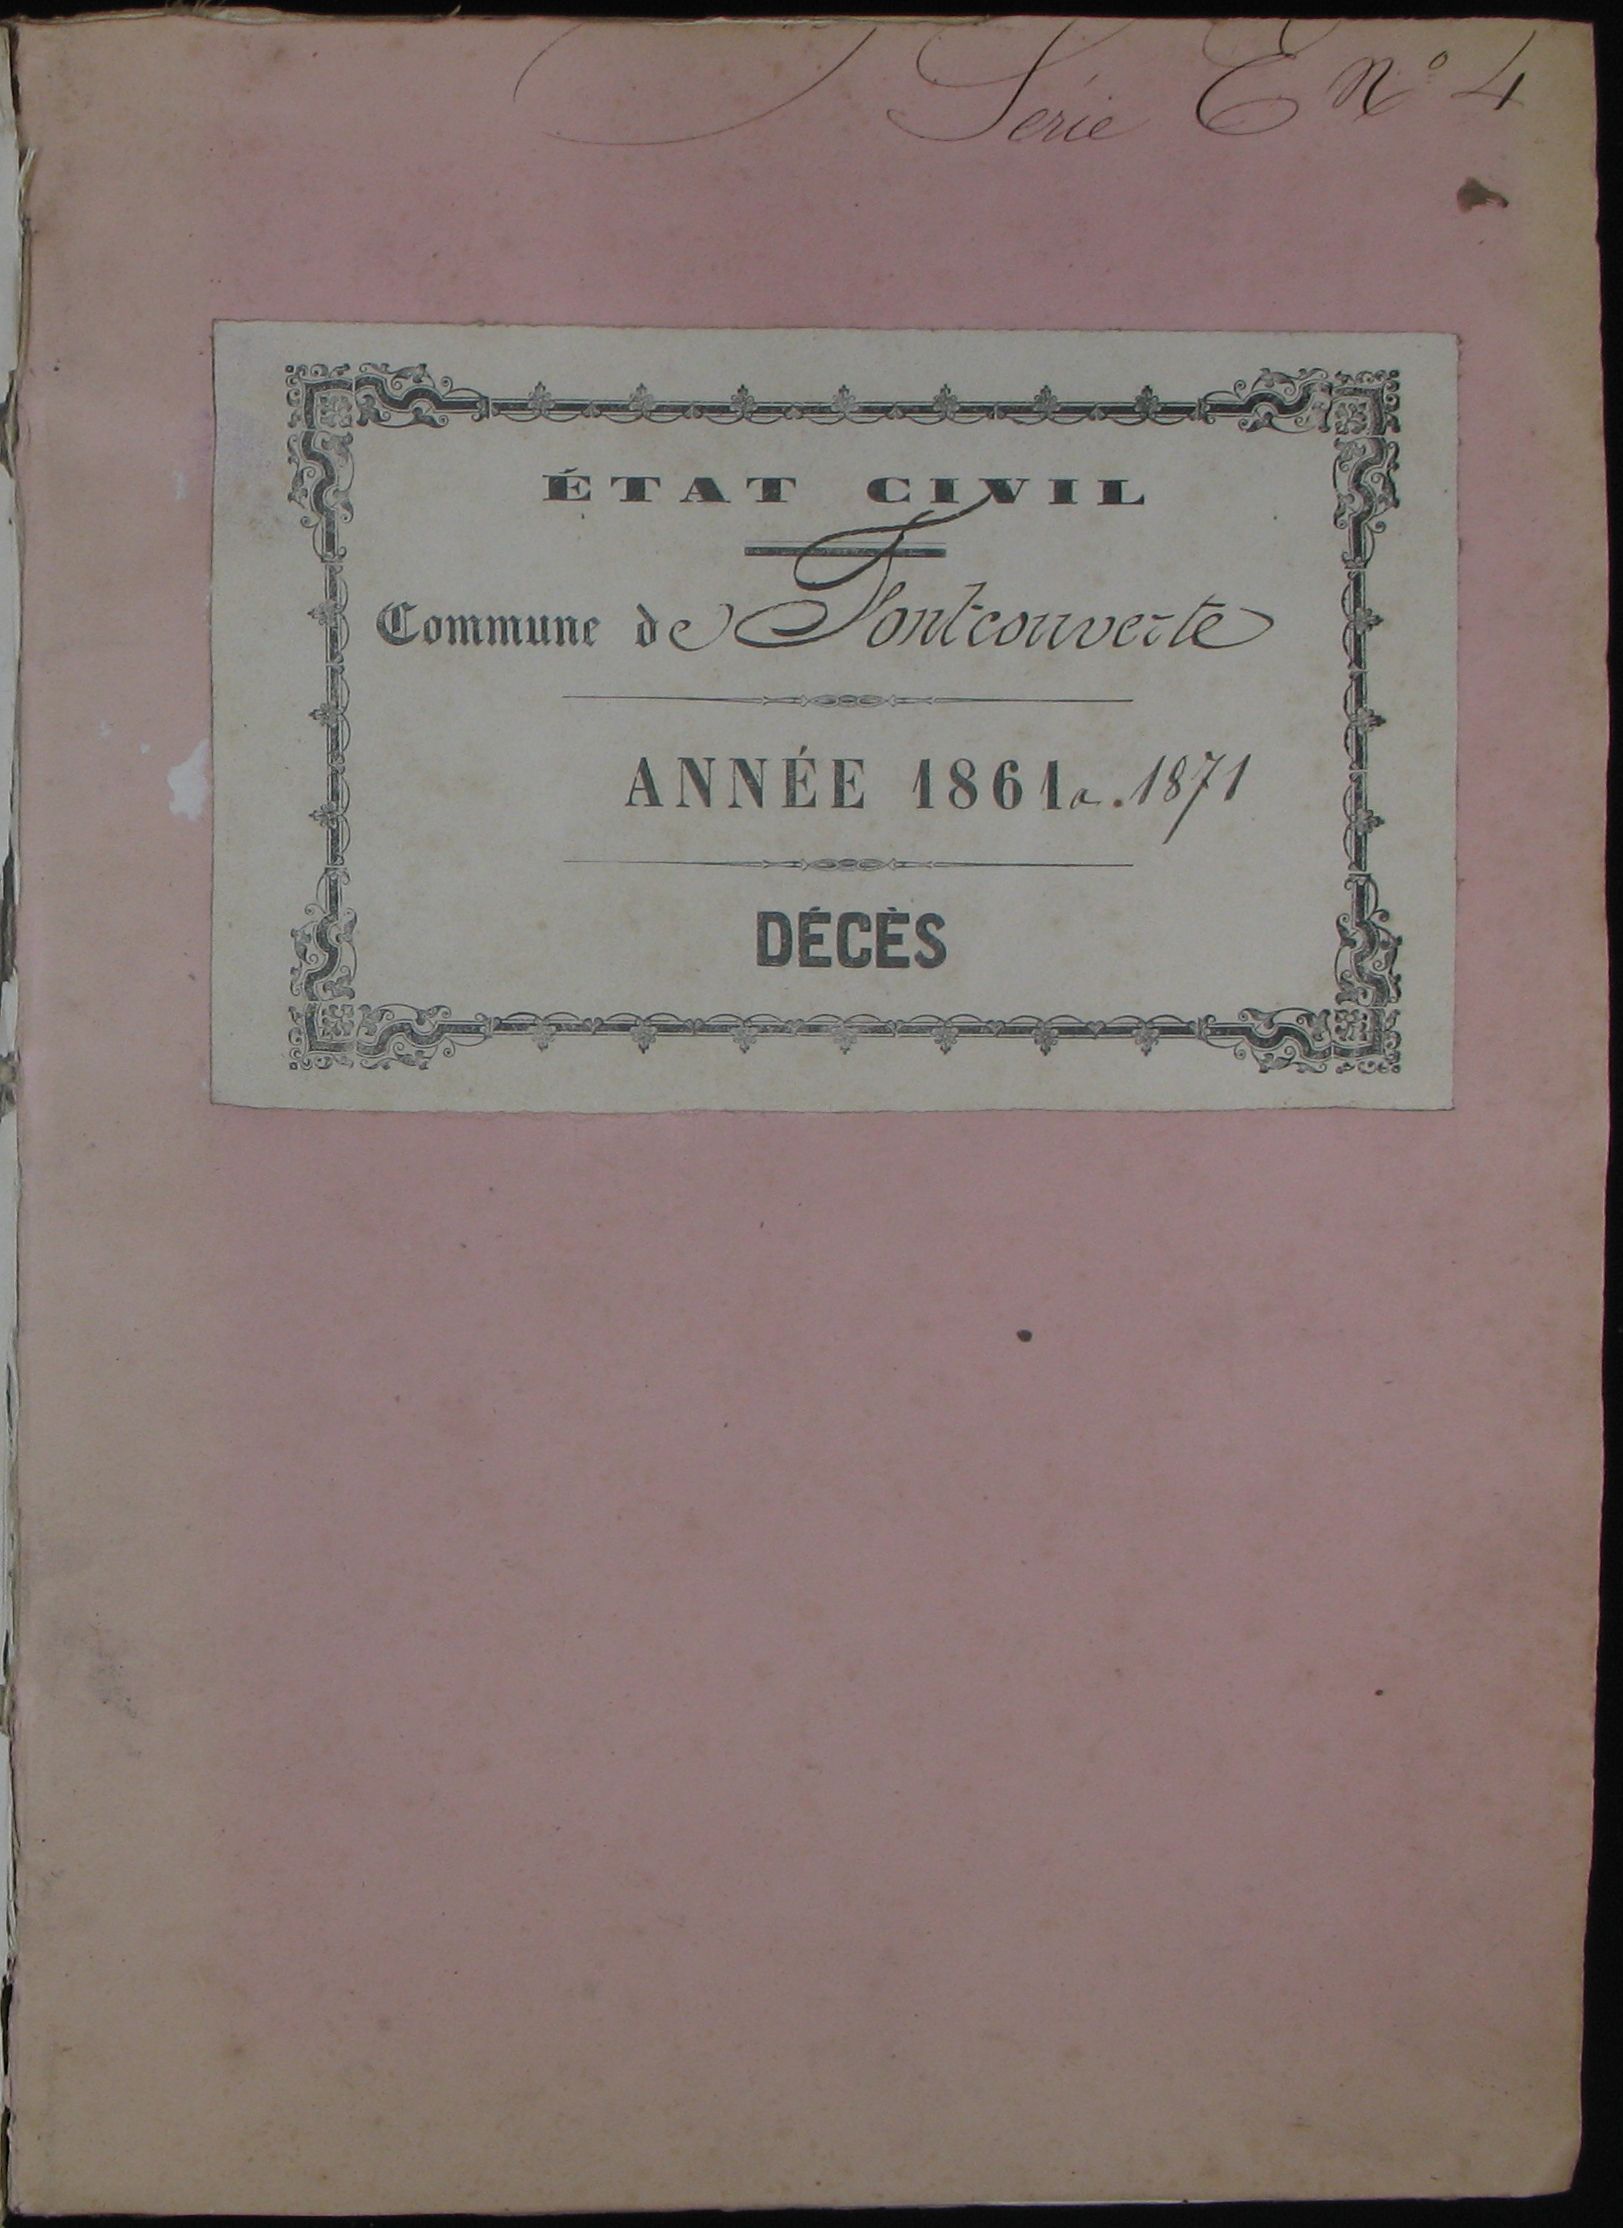 Série E N° 4
ÉTAT CIVIL
Commune de Fontcouverte
ANNÉE 1861 a. 1871
DÉCÈS